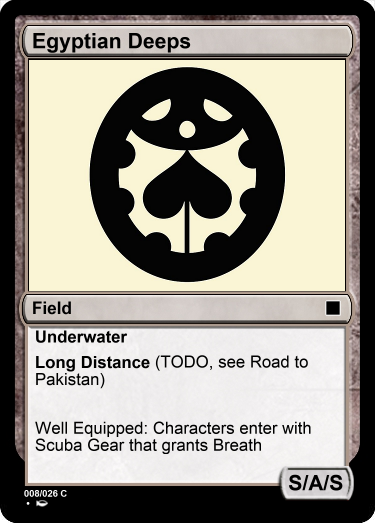 Egyptian Deeps
Field
Underwater
Long Distance (TODO, see Road to
Pakistan)
Well Equipped: Characters enter with
Scuba Gear that grants Breath
S/A/S
008/026 C